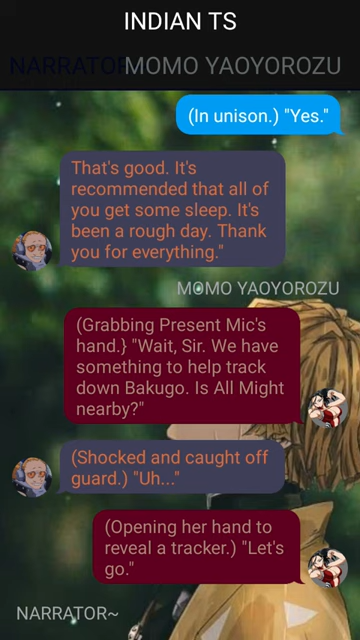 INDIAN TS
NARRATOR MOMO YAOYOROZU
(In unison.) "Yes."
That's good. It's
recommended that all of
you get some sleep. It's
been a rough day. Thank
you for everything."
MOMO YAOYOROZU
(Grabbing Present Mic's
hand.} "Wait, Sir. We have
something to help track
down Bakugo. Is All Might
nearby?"
(Shocked and caught off
guard.) "Uh..."
(Opening her hand to
reveal a tracker.) "Let's
go."
NARRATOR~